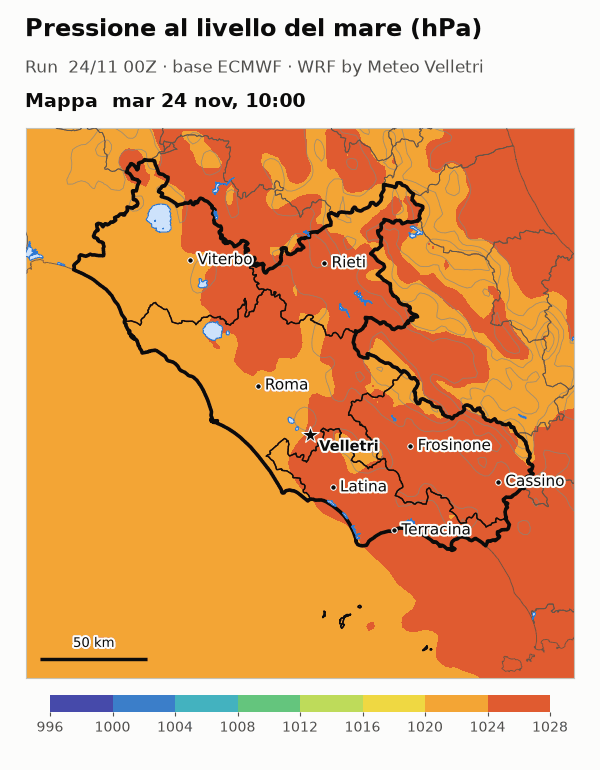 Pressione al livello del mare (hPa)
Run  24/11 00Z · base ECMWF · WRF by Meteo Velletri
Mappa  mar 24 nov, 10:00
Viterbo
Rieti
Roma
Velletri
Frosinone
Cassino
Latina
Terracina
50 km
996 1000 1004 1008 1012 1016 1020 1024 1028